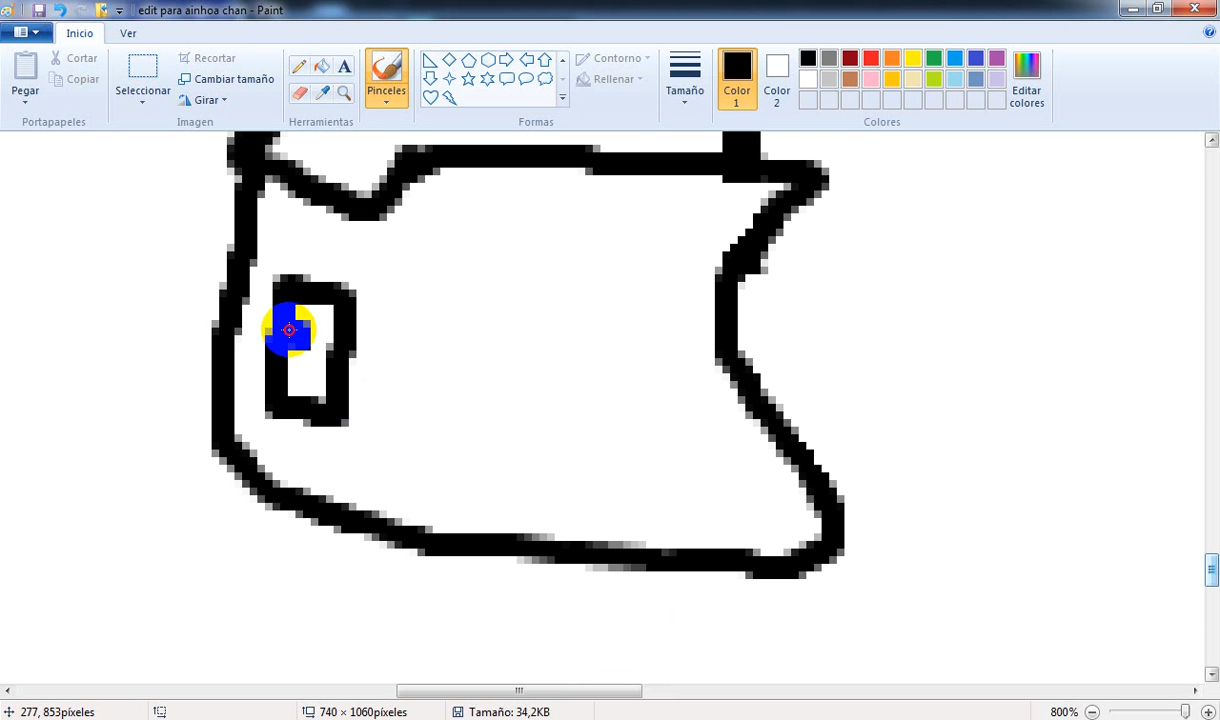 edit para ainhoa chan - Paint
Inicio
Ver
Pegar
Cortar
Copiar
Portapapeles
Seleccionar
Recortar
Cambiar tamaño
Girar
Imagen
A
Herramientas
Pinceles
Contorno
Rellenar
Formas
Tamaño
Color
1
Color
2
Editar
colores
Colores
277, 853píxeles
740 × 1060píxeles
Tamaño: 34,2KB
800%